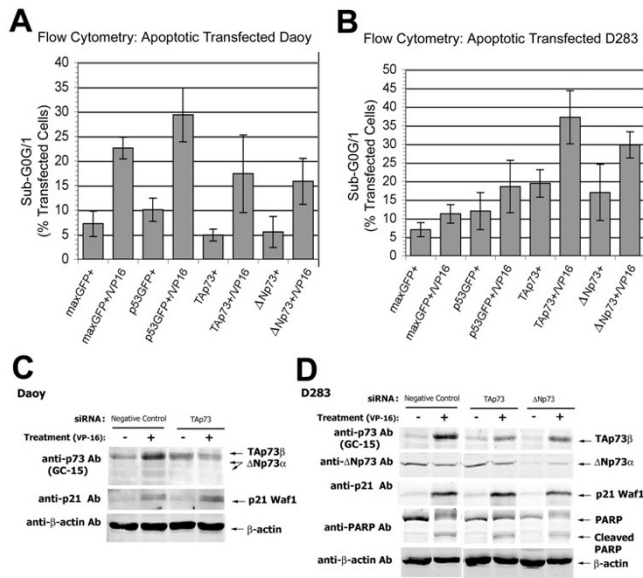 A
Flow Cytometry: Apoptotic Transfected Daoy
Sub-G0G/1
(% Transfected Cells)
40
35
30
25
20
15
10
5
0
maxGFP+
maxGFP+/VP16
p53GFP+
p53GFP+/VP16
TAp73+
TAp73+/VP16
ΔNp73+
ΔNp73+/VP16
B
Flow Cytometry: Apoptotic Transfected D283
Sub-G0G/1
(% Transfected Cells)
50
45
40
35
30
25
20
15
10
5
0
maxGFP+
maxGFP+/VP16
p53GFP+
p53GFP+/VP16
TAp73+
TAp73+/VP16
ΔNp73+
ΔNp73+/VP16
C
Daoy
siRNA: Negative Control TAp73
Treatment (VP-16): - + - +
anti-p73 Ab
(GC-15)
TAp73β
ΔNp73α
anti-p21 Ab
p21 Waf1
anti-β-actin Ab
β-actin
D
D283
siRNA: Negative Control TAp73 ΔNp73
Treatment (VP-16): - + - + - +
anti-p73 Ab
(GC-15)
TAp73β
anti-ΔNp73 Ab
ΔNp73α
anti-p21 Ab
p21 Waf1
anti-PARP Ab
PARP
Cleaved
PARP
anti-β-actin Ab
β-actin